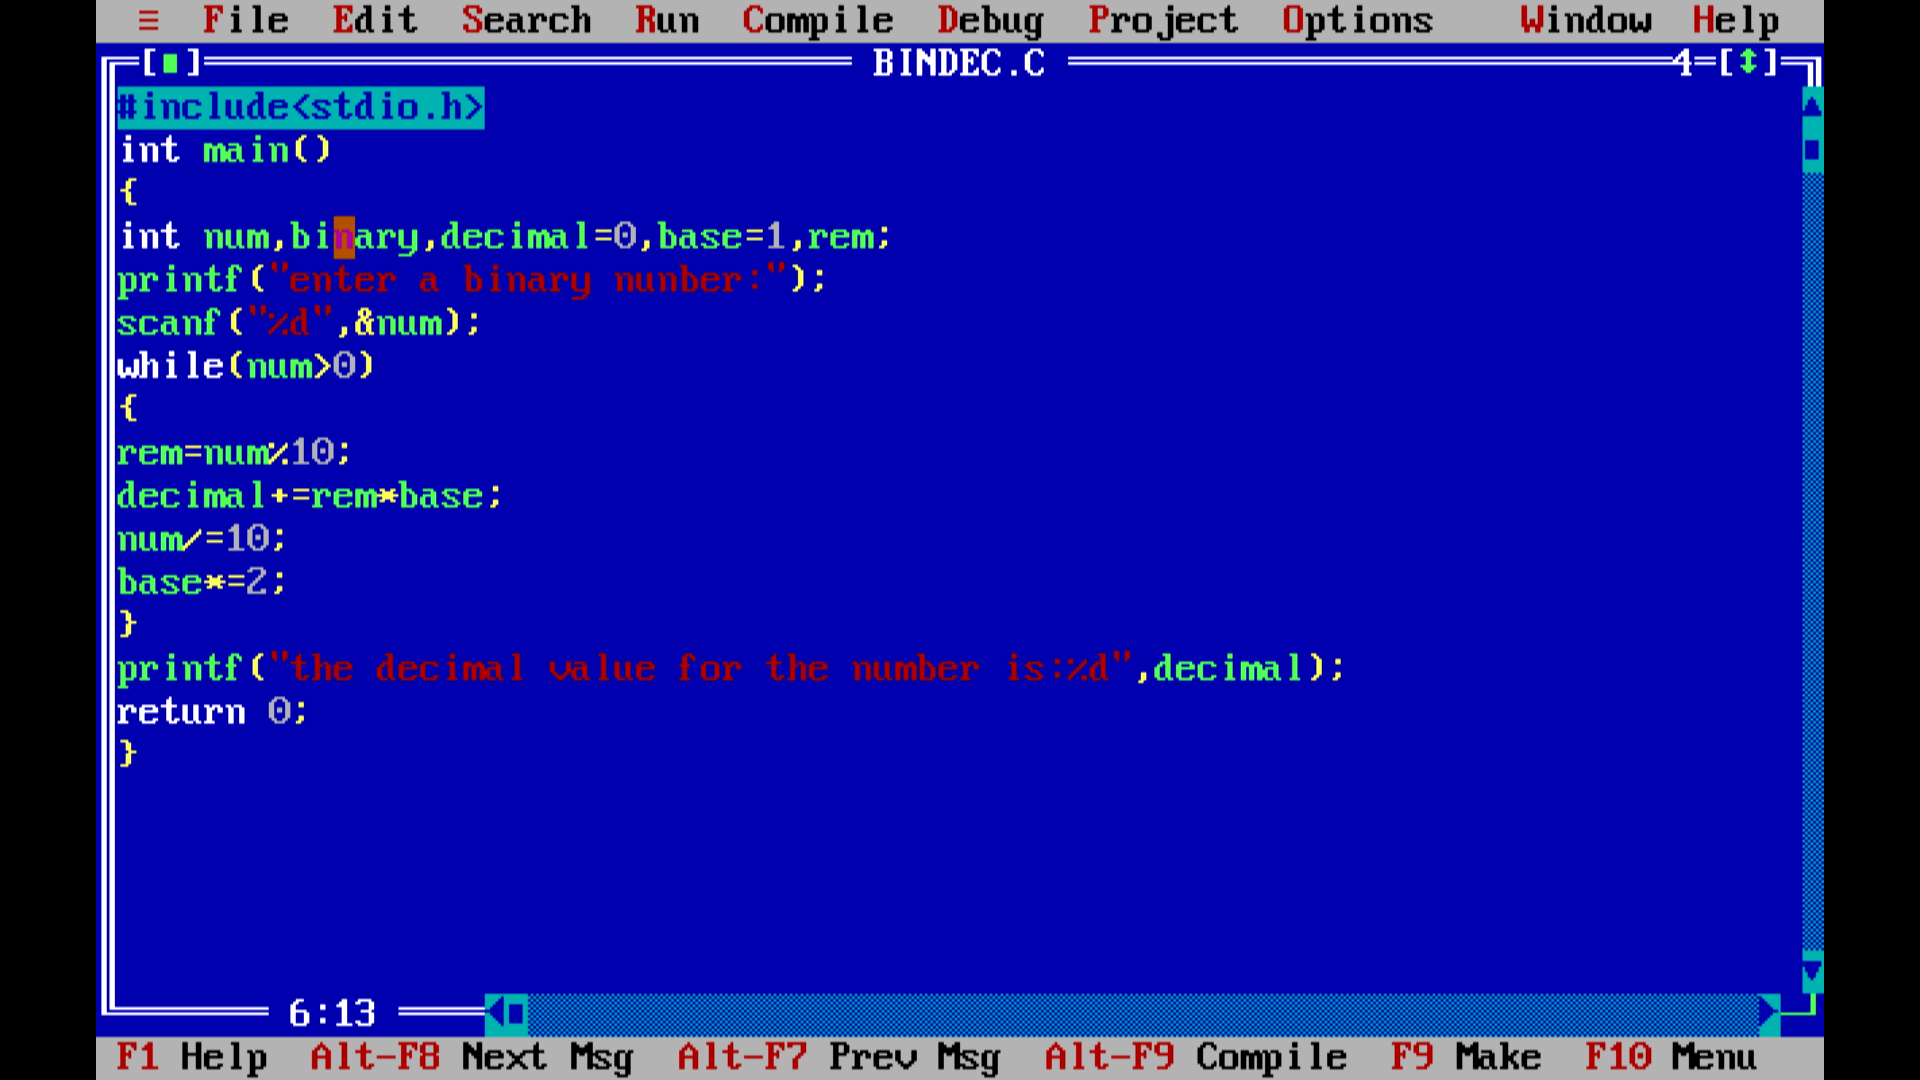 ≡ File Edit Search Run Compile Debug Project Options Window Help
[■] BINDEC.C 4=[↕]
#include<stdio.h>
int main()
{
int num,binary,decimal=0,base=1,rem;
printf("enter a binary nunber:");
scanf("%d",&num);
while(num>0)
{
rem=num%10;
decimal+=rem*base;
num/=10;
base*=2;
}
printf("the decimal value for the number is:%d",decimal);
return 0;
}
6:13
F1 Help Alt-F8 Next Msg Alt-F7 Prev Msg Alt-F9 Compile F9 Make F10 Menu